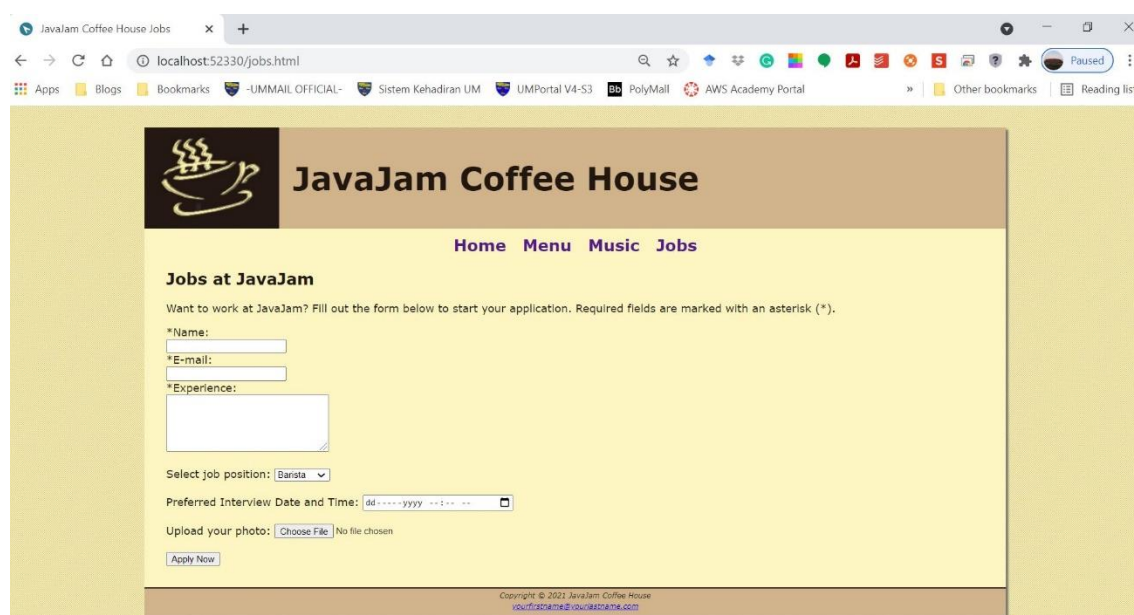 JavaJam Coffee House Jobs
localhost:52330/jobs.html
Paused
Apps Blogs Bookmarks -UMMAIL OFFICIAL- Sistem Kehadiran UM UMPortal V4-S3 Bb PolyMall AWS Academy Portal » Other bookmarks Reading lis
JavaJam Coffee House
Home Menu Music Jobs
Jobs at JavaJam
Want to work at JavaJam? Fill out the form below to start your application. Required fields are marked with an asterisk (*).
*Name:
*E-mail:
*Experience:
Select job position: Barista
Preferred Interview Date and Time: dd-----yyyy --:-- --
Upload your photo: Choose File No file chosen
Apply Now
Copyright © 2021 JavaJam Coffee House
yourfirstname@yourlastname.com